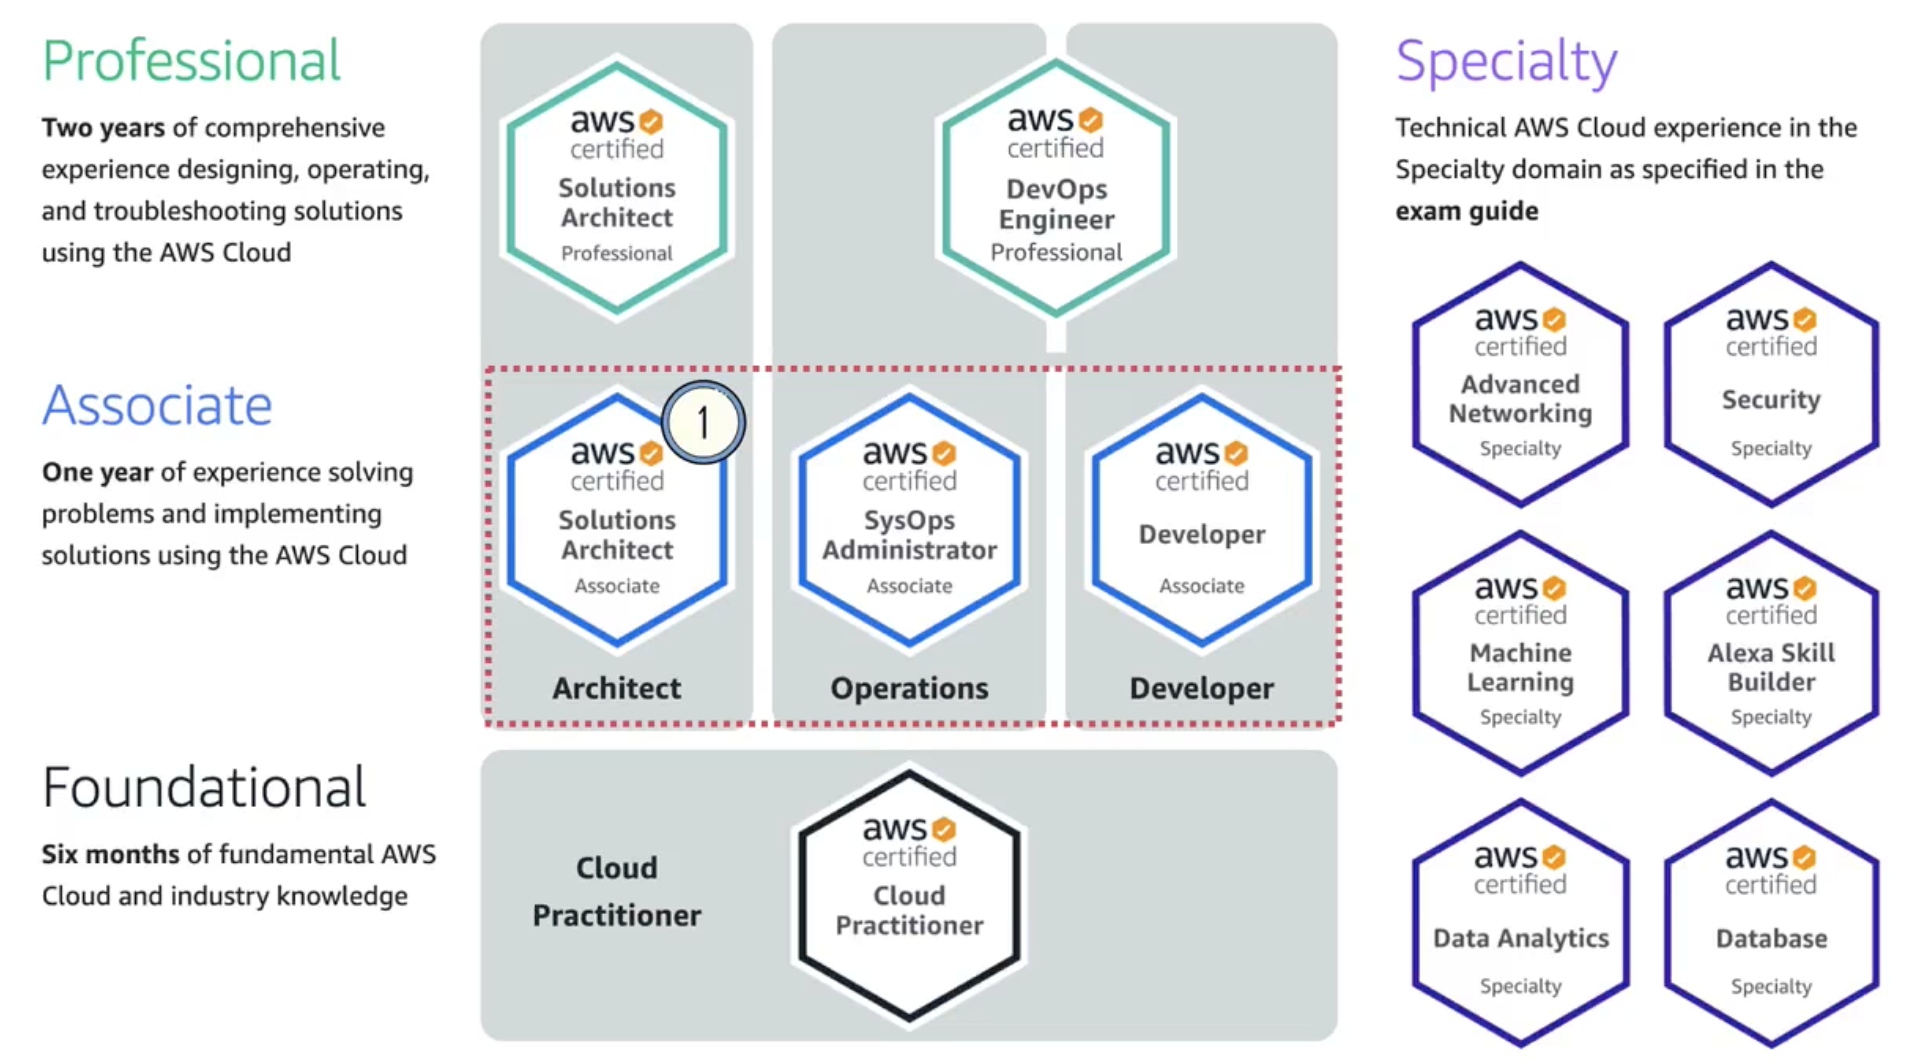 Professional
Two years of comprehensive
experience designing, operating,
and troubleshooting solutions
using the AWS Cloud
aws
certified
Solutions
Architect
Professional
aws
certified
DevOps
Engineer
Professional
Associate
One year of experience solving
problems and implementing
solutions using the AWS Cloud
1
aws
certified
Solutions
Architect
Associate
Architect
aws
certified
SysOps
Administrator
Associate
Operations
aws
certified
Developer
Associate
Developer
Foundational
Six months of fundamental AWS
Cloud and industry knowledge
Cloud
Practitioner
aws
certified
Cloud
Practitioner
Specialty
Technical AWS Cloud experience in the
Specialty domain as specified in the
exam guide
aws
certified
Advanced
Networking
Specialty
aws
certified
Security
Specialty
aws
certified
Machine
Learning
Specialty
aws
certified
Alexa Skill
Builder
Specialty
aws
certified
Data Analytics
Specialty
aws
certified
Database
Specialty